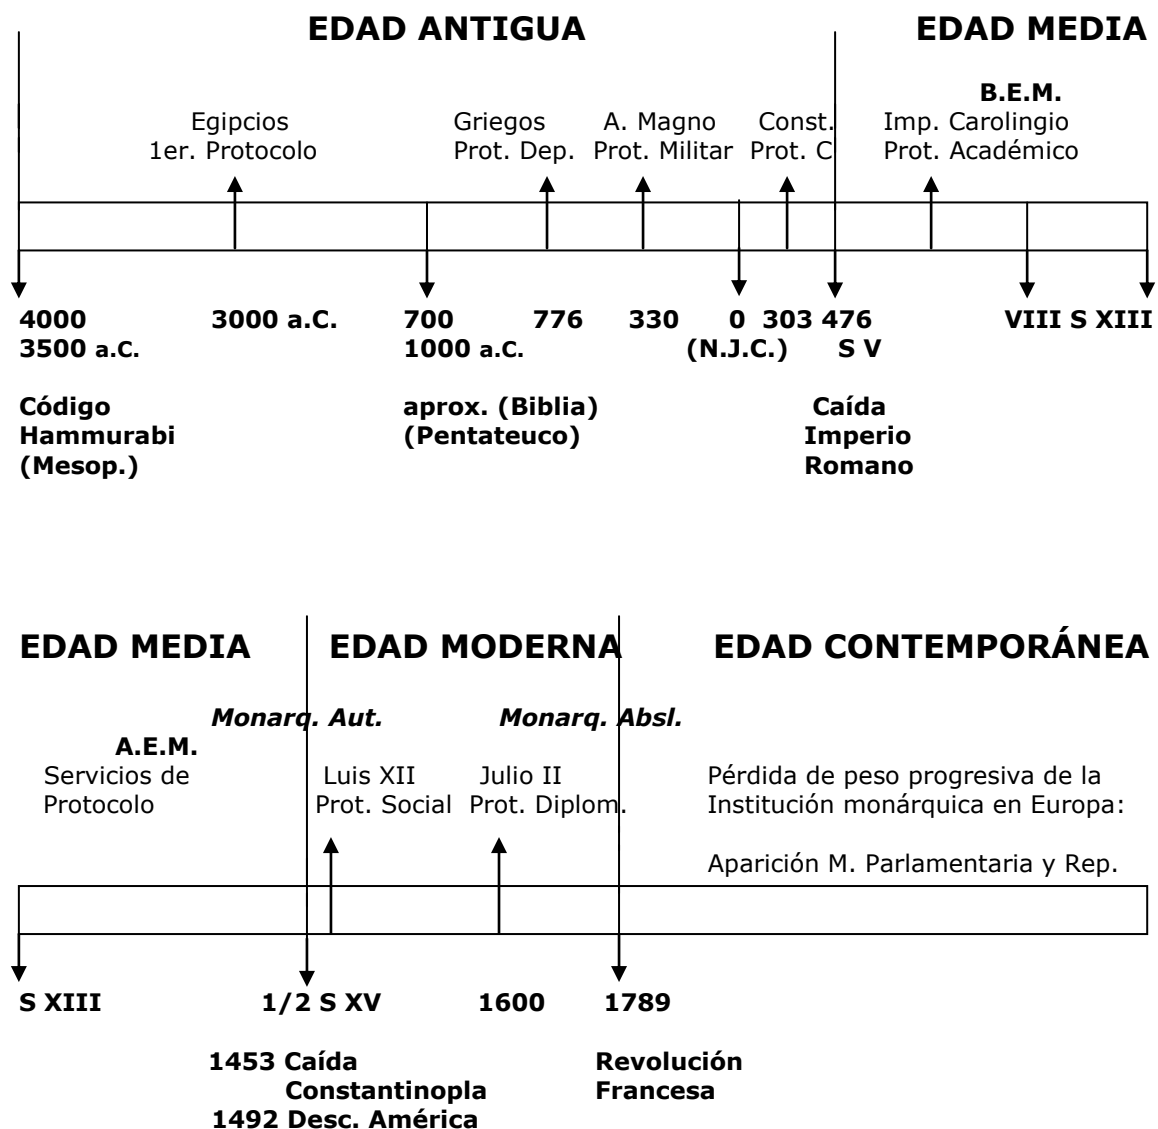 EDAD ANTIGUA EDAD MEDIA
B.E.M.
Egipcios Griegos A. Magno Const. Imp. Carolingio
1er. Protocolo Prot. Dep. Prot. Militar Prot. C Prot. Académico
4000 3000 a.C. 700 776 330 0 303 476 VIII S XIII
3500 a.C. 1000 a.C. (N.J.C.) S V
Código aprox. (Biblia) Caída
Hammurabi (Pentateuco) Imperio
(Mesop.) Romano
EDAD MEDIA EDAD MODERNA EDAD CONTEMPORÁNEA
Monarq. Aut. Monarq. Absl.
A.E.M.
Servicios de Luis XII Julio II Pérdida de peso progresiva de la
Protocolo Prot. Social Prot. Diplom. Institución monárquica en Europa:
Aparición M. Parlamentaria y Rep.
S XIII 1/2 S XV 1600 1789
1453 Caída Revolución
Constantinopla Francesa
1492 Desc. América